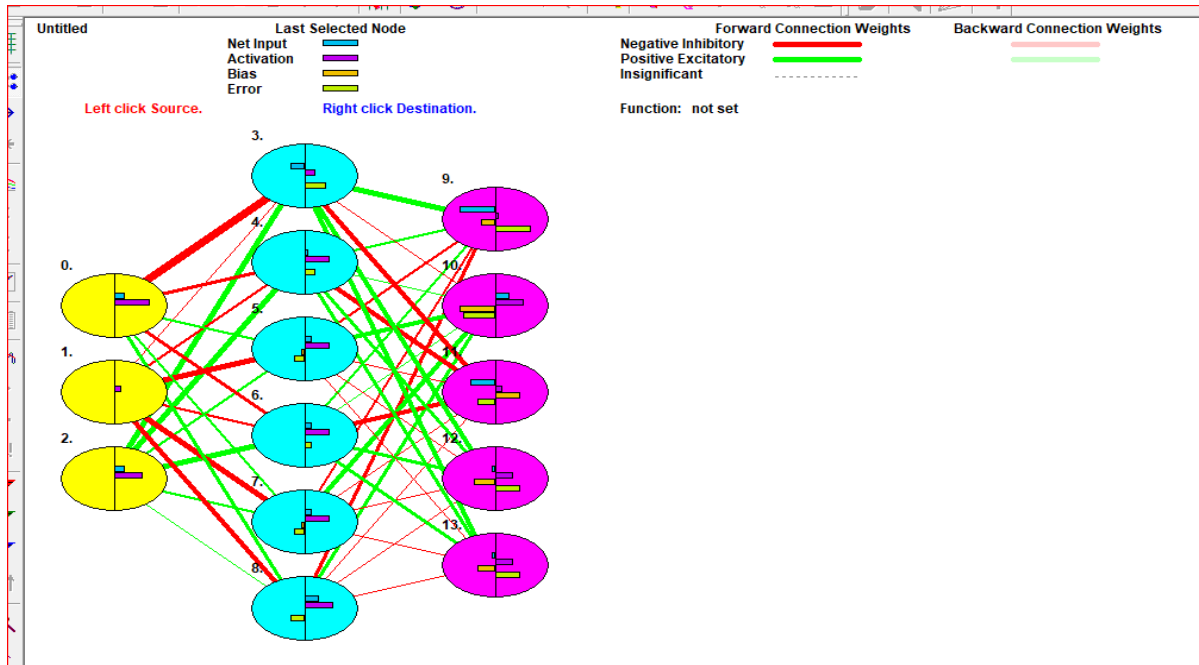 Untitled
Last Selected Node
Net Input
Activation
Bias
Error
Forward Connection Weights
Backward Connection Weights
Negative Inhibitory
Positive Excitatory
Insignificant
Left click Source.
Right click Destination.
Function: not set
3.
9.
4.
0.
10.
5.
1.
11.
6.
2.
12.
7.
13.
8.